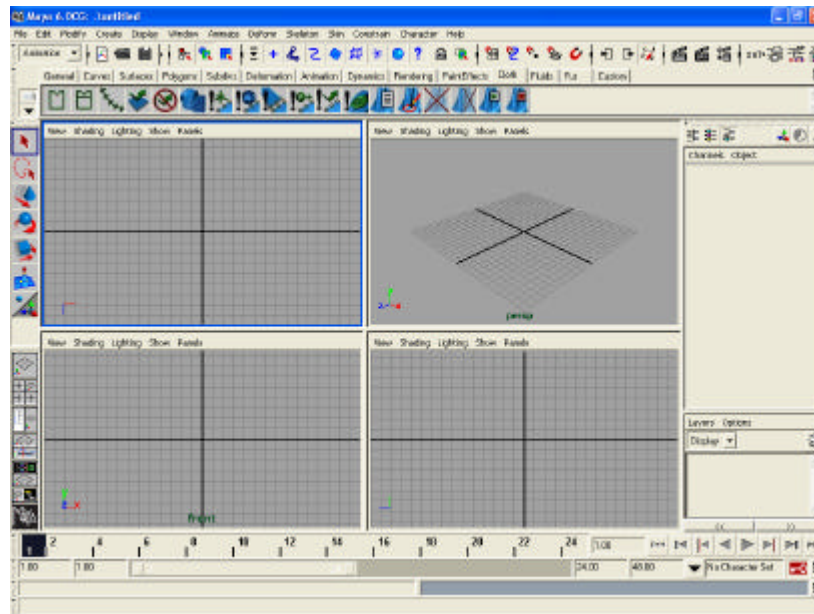 Maya 6.0CG: .\untitled
File Edit Modify Create Display Window Animate Deform Skeleton Skin Constrain Character Help
Animation
General Curves Surfaces Polygons Subdivs Deformation Animation Dynamics Rendering PaintEffects Cloth Fluids Fur Custom
View Shading Lighting Show Panels
View Shading Lighting Show Panels
Channels Object
persp
View Shading Lighting Show Panels
View Shading Lighting Show Panels
Layers Options
Display
front
<< >>
2 4 6 8 10 12 14 16 18 20 22 24 1.00
1.00 1.00 24.00 48.00 No Character Set